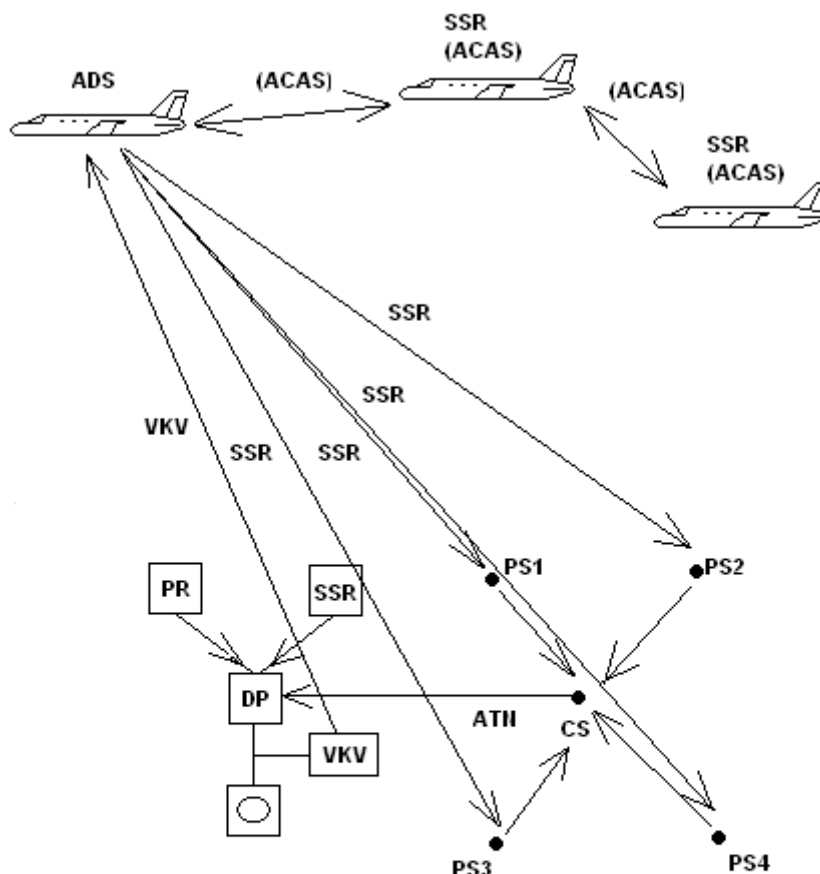 SSR
(ACAS)
ADS
(ACAS)
(ACAS)
SSR
(ACAS)
SSR
SSR
VKV
SSR
SSR
PS1
PS2
PR
SSR
DP
ATN
CS
VKV
PS3
PS4